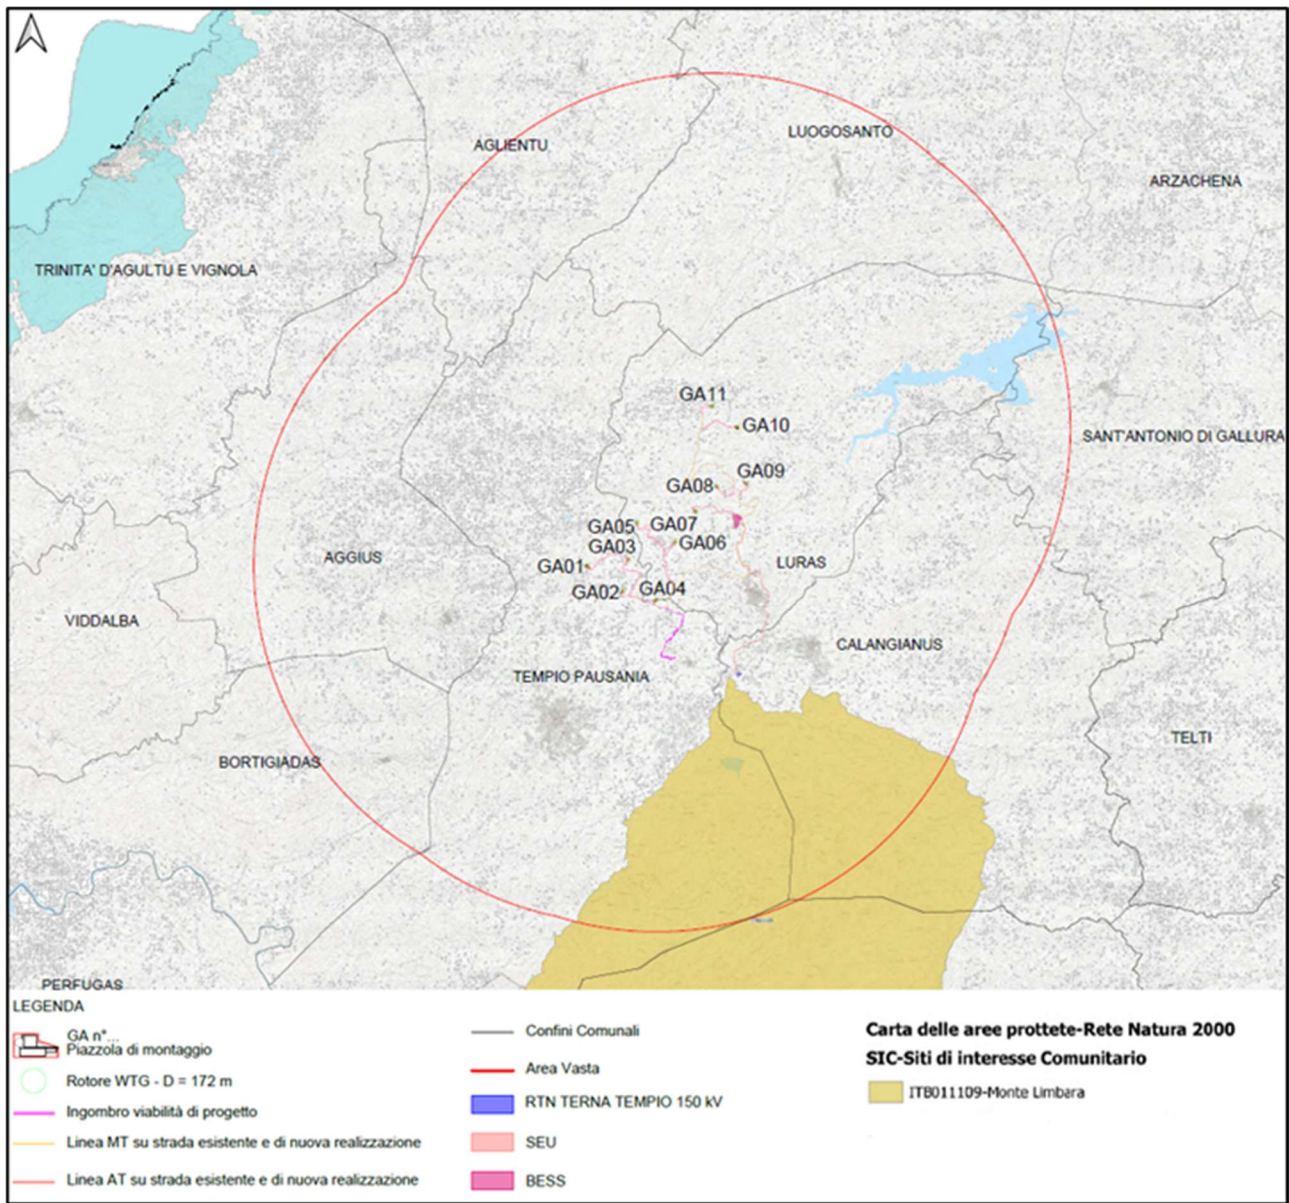 AGLIENTU
LUOGOSANTO
ARZACHENA
TRINITA' D'AGULTU E VIGNOLA
GA11
GA10
SANT'ANTONIO DI GALLURA
GA09
GA08
GA05
GA07
GA03
GA06
AGGIUS
GA01
LURAS
GA02
GA04
VIDDALBA
CALANGIANUS
TEMPIO PAUSANIA
TELTI
BORTIGIADAS
PERFUGAS
LEGENDA
GA n°...
Piazzola di montaggio
Rotore WTG - D = 172 m
Ingombro viabilità di progetto
Linea MT su strada esistente e di nuova realizzazione
Linea AT su strada esistente e di nuova realizzazione
Confini Comunali
Area Vasta
RTN TERNA TEMPIO 150 kV
SEU
BESS
Carta delle aree prottete-Rete Natura 2000
SIC-Siti di interesse Comunitario
ITB011109-Monte Limbara